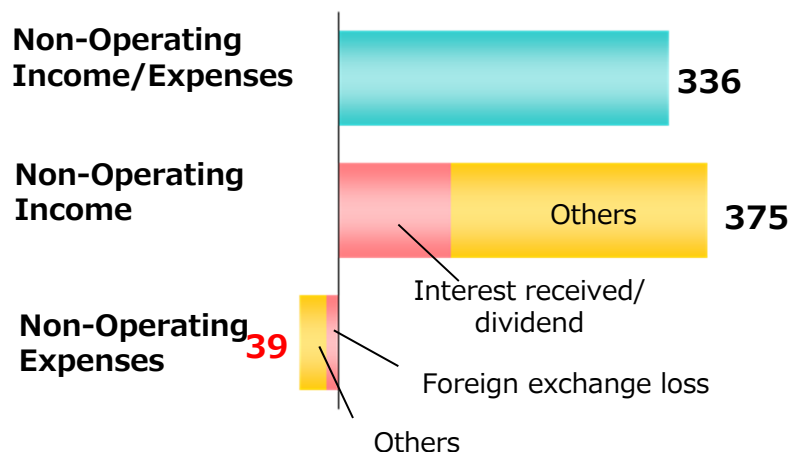 Non-Operating
Income/Expenses
336
Non-Operating
Income
Others
375
Interest received/
dividend
Non-Operating
Expenses
39
Foreign exchange loss
Others